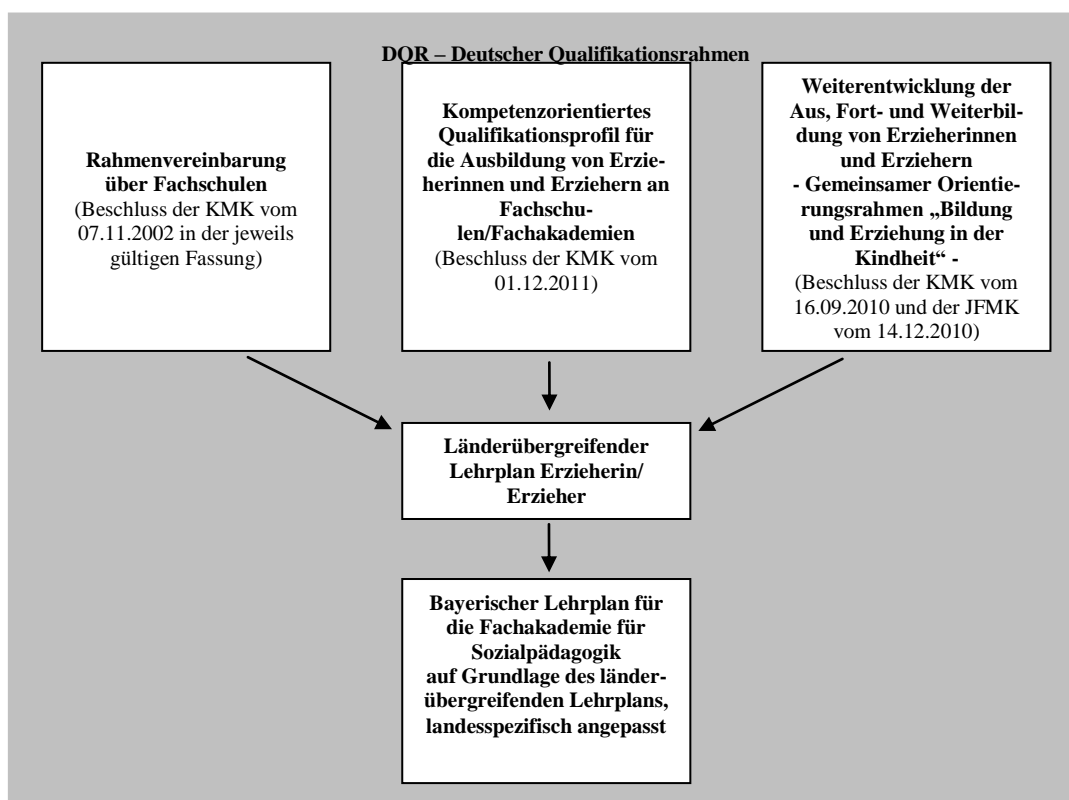 DQR – Deutscher Qualifikationsrahmen
Rahmenvereinbarung
über Fachschulen
(Beschluss der KMK vom
07.11.2002 in der jeweils
gültigen Fassung)
Kompetenzorientiertes
Qualifikationsprofil für
die Ausbildung von Erzie-
herinnen und Erziehern an
Fachschu-
len/Fachakademien
(Beschluss der KMK vom
01.12.2011)
Weiterentwicklung der
Aus, Fort- und Weiterbil-
dung von Erzieherinnen
und Erziehern
- Gemeinsamer Orientie-
rungsrahmen „Bildung
und Erziehung in der
Kindheit“ -
(Beschluss der KMK vom
16.09.2010 und der JFMK
vom 14.12.2010)
Länderübergreifender
Lehrplan Erzieherin/
Erzieher
Bayerischer Lehrplan für
die Fachakademie für
Sozialpädagogik
auf Grundlage des länder-
übergreifenden Lehrplans,
landesspezifisch angepasst